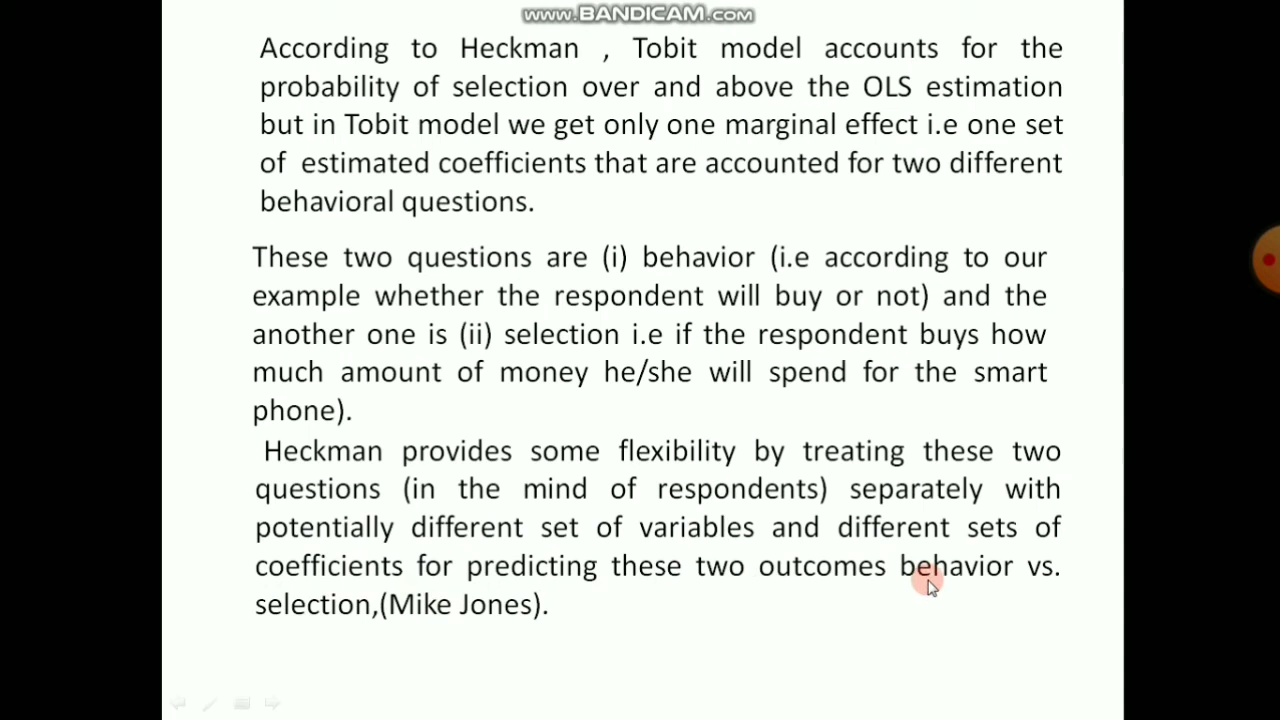 www.BANDICAM.com
According to Heckman , Tobit model accounts for the
probability of selection over and above the OLS estimation
but in Tobit model we get only one marginal effect i.e one set
of estimated coefficients that are accounted for two different
behavioral questions.
These two questions are (i) behavior (i.e according to our
example whether the respondent will buy or not) and the
another one is (ii) selection i.e if the respondent buys how
much amount of money he/she will spend for the smart
phone).
Heckman provides some flexibility by treating these two
questions (in the mind of respondents) separately with
potentially different set of variables and different sets of
coefficients for predicting these two outcomes behavior vs.
selection,(Mike Jones).